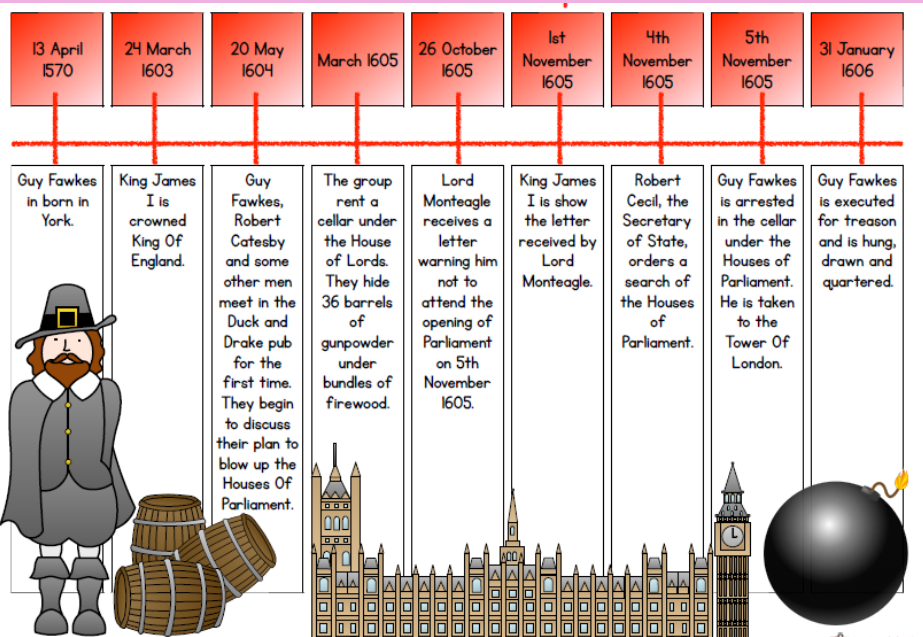 13 April
1570
24 March
1603
20 May
1604
March 1605
26 October
1605
1st
November
1605
4th
November
1605
5th
November
1605
31 January
1606
Guy Fawkes
in born in
York.
King James
I is
crowned
King Of
England.
Guy
Fawkes,
Robert
Catesby
and some
other men
meet in the
Duck and
Drake pub
for the
first time.
They begin
to discuss
their plan to
blow up the
Houses Of
Parliament.
The group
rent a
cellar under
the House
of Lords.
They hide
36 barrels
of
gunpowder
under
bundles of
firewood.
Lord
Monteagle
receives a
letter
warning him
not to
attend the
opening of
Parliament
on 5th
November
1605.
King James
I is show
the letter
received by
Lord
Monteagle.
Robert
Cecil, the
Secretary
of State,
orders a
search of
the Houses
of
Parliament.
Guy Fawkes
is arrested
in the cellar
under the
Houses of
Parliament.
He is taken
to the
Tower Of
London.
Guy Fawkes
is executed
for treason
and is hung,
drawn and
quartered.